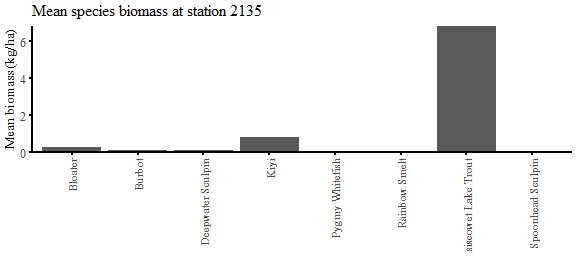 Mean species biomass at station 2135
Mean biomass (kg/ha)
6
4
2
0
Bloater
Burbot
Deepwater Sculpin
Kiyi
Pygmy Whitefish
Rainbow Smelt
siscowet Lake Trout
Spoonhead Sculpin